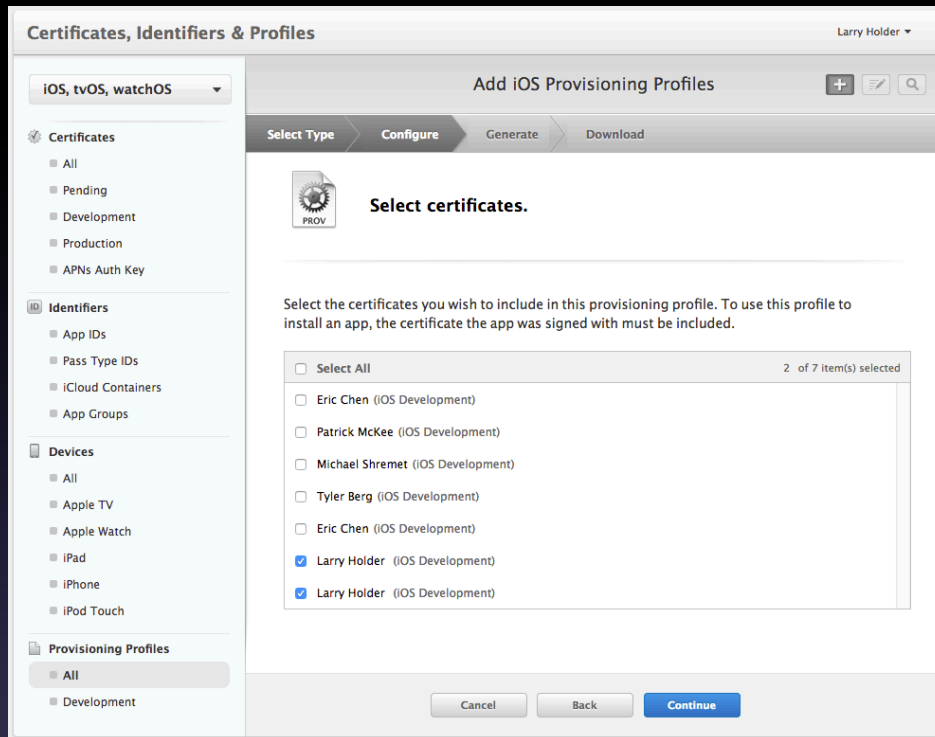 Certificates, Identifiers & Profiles
Larry Holder
iOS, tvOS, watchOS
Certificates
All
Pending
Development
Production
APNs Auth Key
ID Identifiers
App IDs
Pass Type IDs
iCloud Containers
App Groups
Devices
All
Apple TV
Apple Watch
iPad
iPhone
iPod Touch
Provisioning Profiles
All
Development
Add iOS Provisioning Profiles
Select Type Configure Generate Download
PROV
Select certificates.
Select the certificates you wish to include in this provisioning profile. To use this profile to
install an app, the certificate the app was signed with must be included.
Select All 2 of 7 item(s) selected
Eric Chen (iOS Development)
Patrick McKee (iOS Development)
Michael Shremet (iOS Development)
Tyler Berg (iOS Development)
Eric Chen (iOS Development)
Larry Holder (iOS Development)
Larry Holder (iOS Development)
Cancel Back Continue